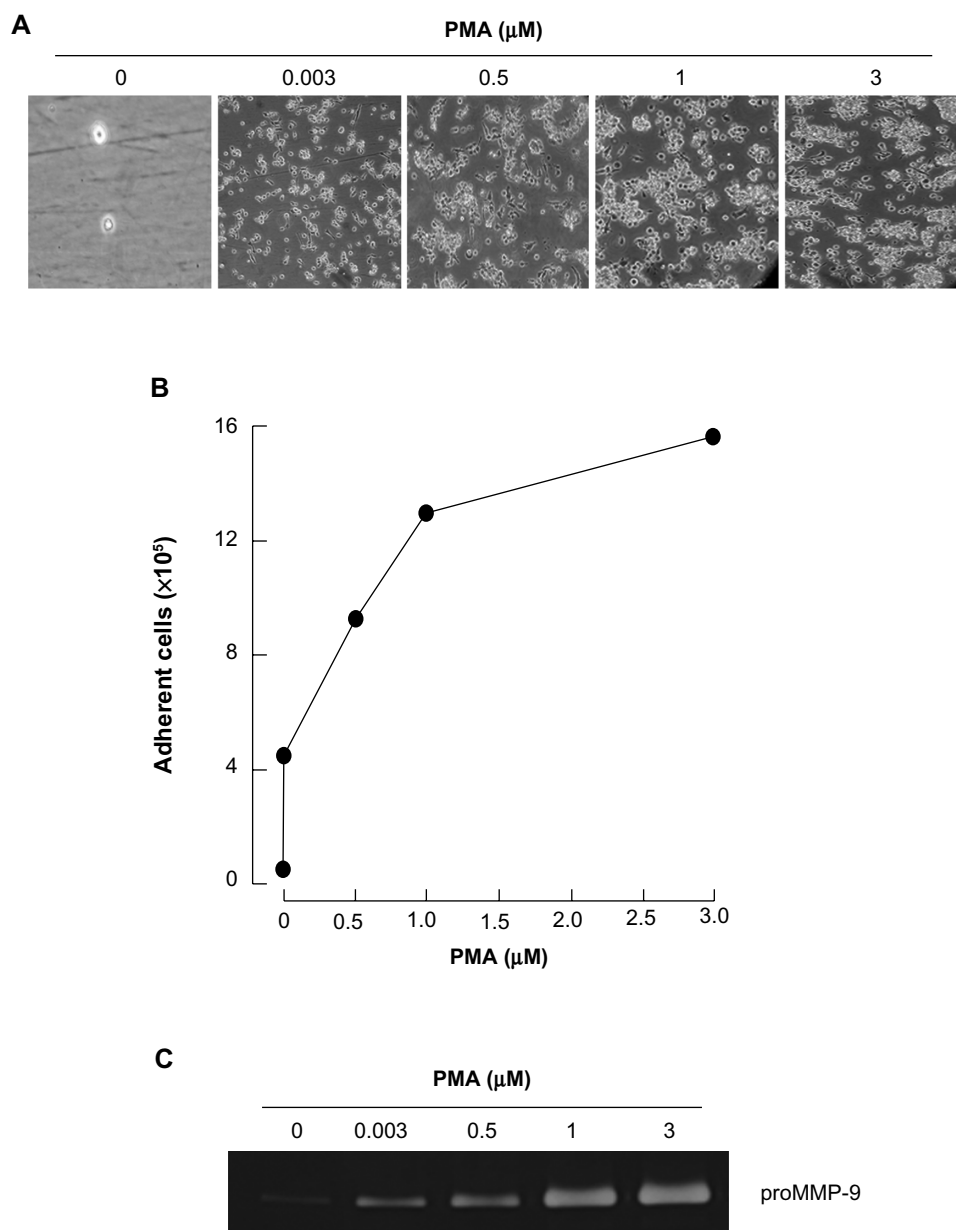 A
PMA (μM)
0 0.003 0.5 1 3
B
16
12
8
4
0
Adherent cells (×10⁵)
0 0.5 1.0 1.5 2.0 2.5 3.0
PMA (μM)
C
PMA (μM)
0 0.003 0.5 1 3
proMMP-9